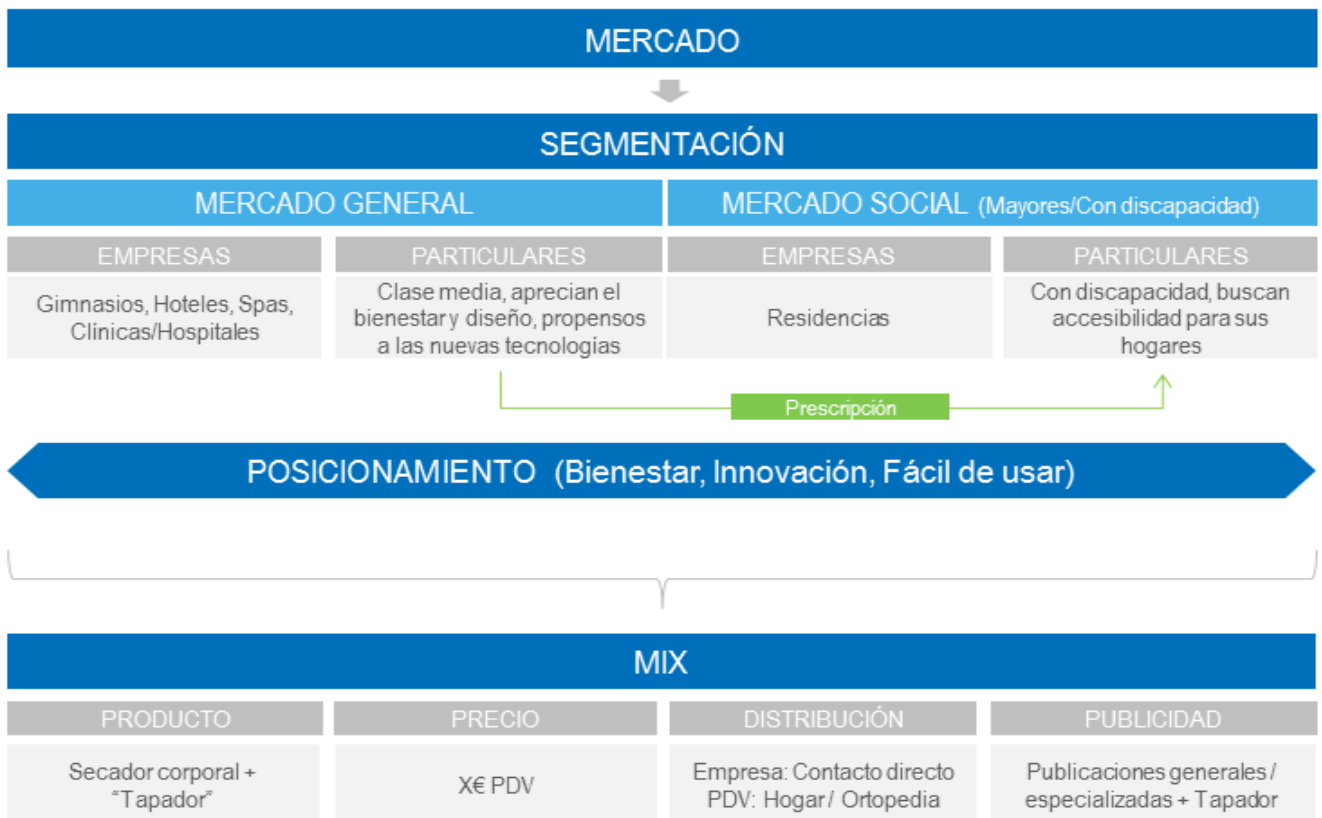 MERCADO
SEGMENTACIÓN
MERCADO GENERAL
MERCADO SOCIAL (Mayores/Con discapacidad)
EMPRESAS
PARTICULARES
EMPRESAS
PARTICULARES
Gimnasios, Hoteles, Spas,
Clínicas/Hospitales
Clase media, aprecian el
bienestar y diseño, propensos
a las nuevas tecnologías
Residencias
Con discapacidad, buscan
accesibilidad para sus
hogares
Prescripción
POSICIONAMIENTO (Bienestar, Innovación, Fácil de usar)
MIX
PRODUCTO
PRECIO
DISTRIBUCIÓN
PUBLICIDAD
Secador corporal +
“Tapador”
X€ PDV
Empresa: Contacto directo
PDV: Hogar / Ortopedia
Publicaciones generales /
especializadas + Tapador